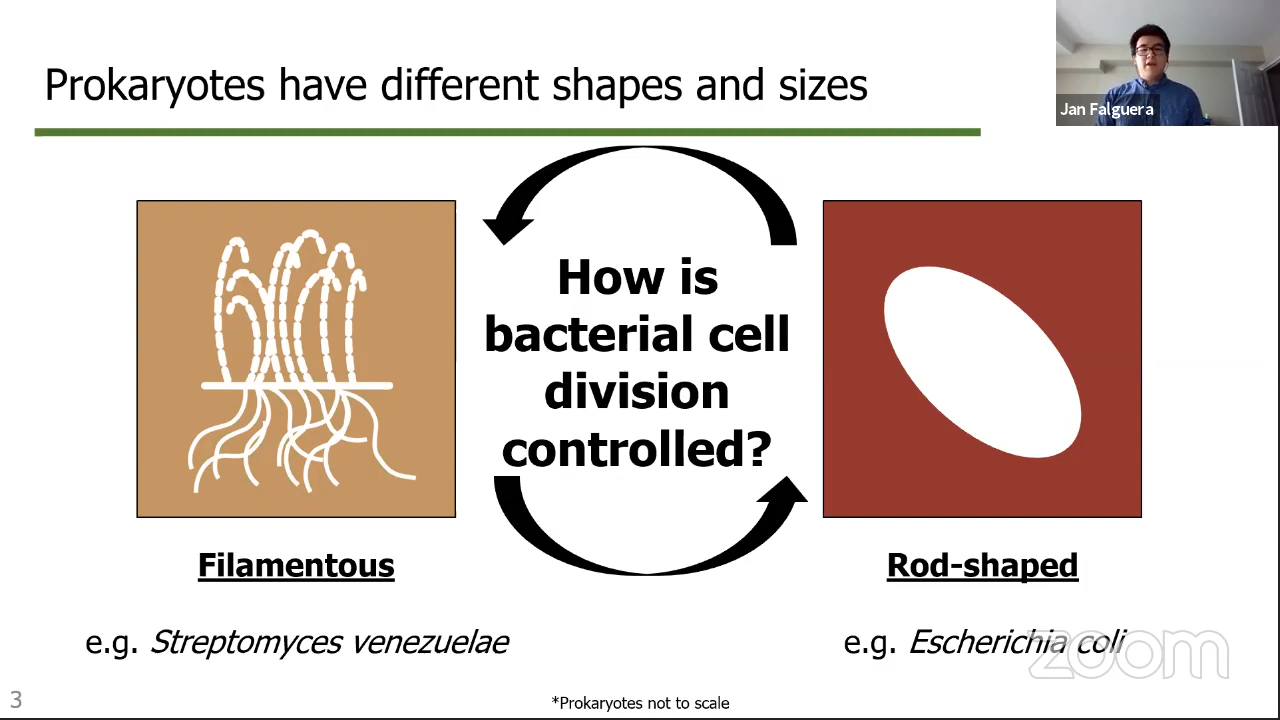 Prokaryotes have different shapes and sizes
Jan Falguera
How is
bacterial cell
division
controlled?
Filamentous
Rod-shaped
e.g. Streptomyces venezuelae
e.g. Escherichia coli
zoom
3
*Prokaryotes not to scale